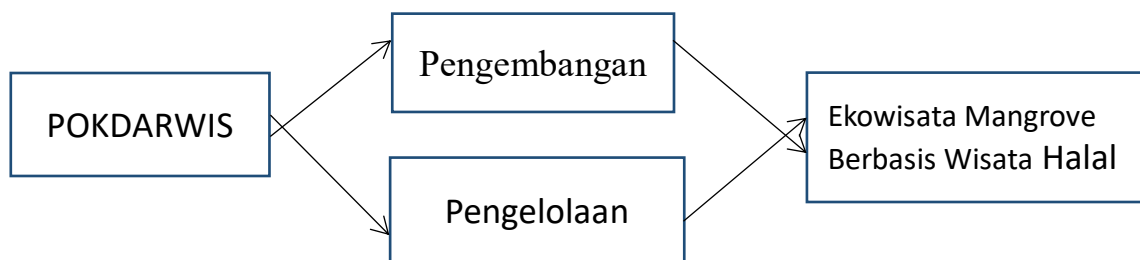 POKDARWIS
Pengembangan
Pengelolaan
Ekowisata Mangrove
Berbasis Wisata Halal